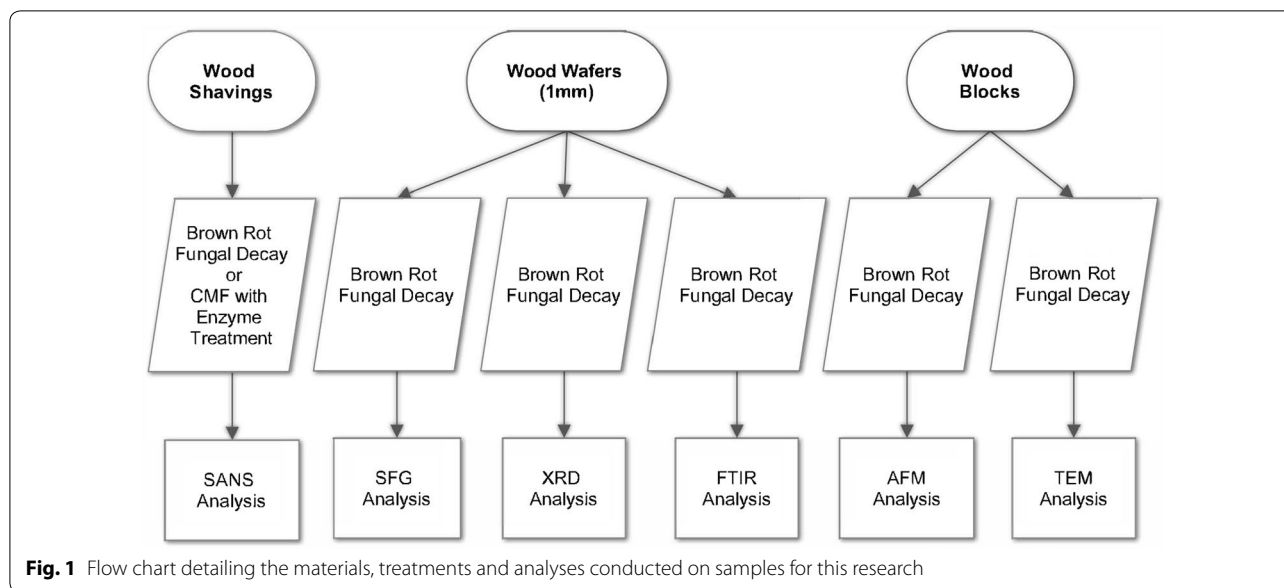 Wood
Shavings
Wood Wafers
(1mm)
Wood
Blocks
Brown Rot
Fungal Decay
or
CMF with
Enzyme
Treatment
Brown Rot
Fungal Decay
Brown Rot
Fungal Decay
Brown Rot
Fungal Decay
Brown Rot
Fungal Decay
Brown Rot
Fungal Decay
SANS
Analysis
SFG
Analysis
XRD
Analysis
FTIR
Analysis
AFM
Analysis
TEM
Analysis
Fig. 1 Flow chart detailing the materials, treatments and analyses conducted on samples for this research